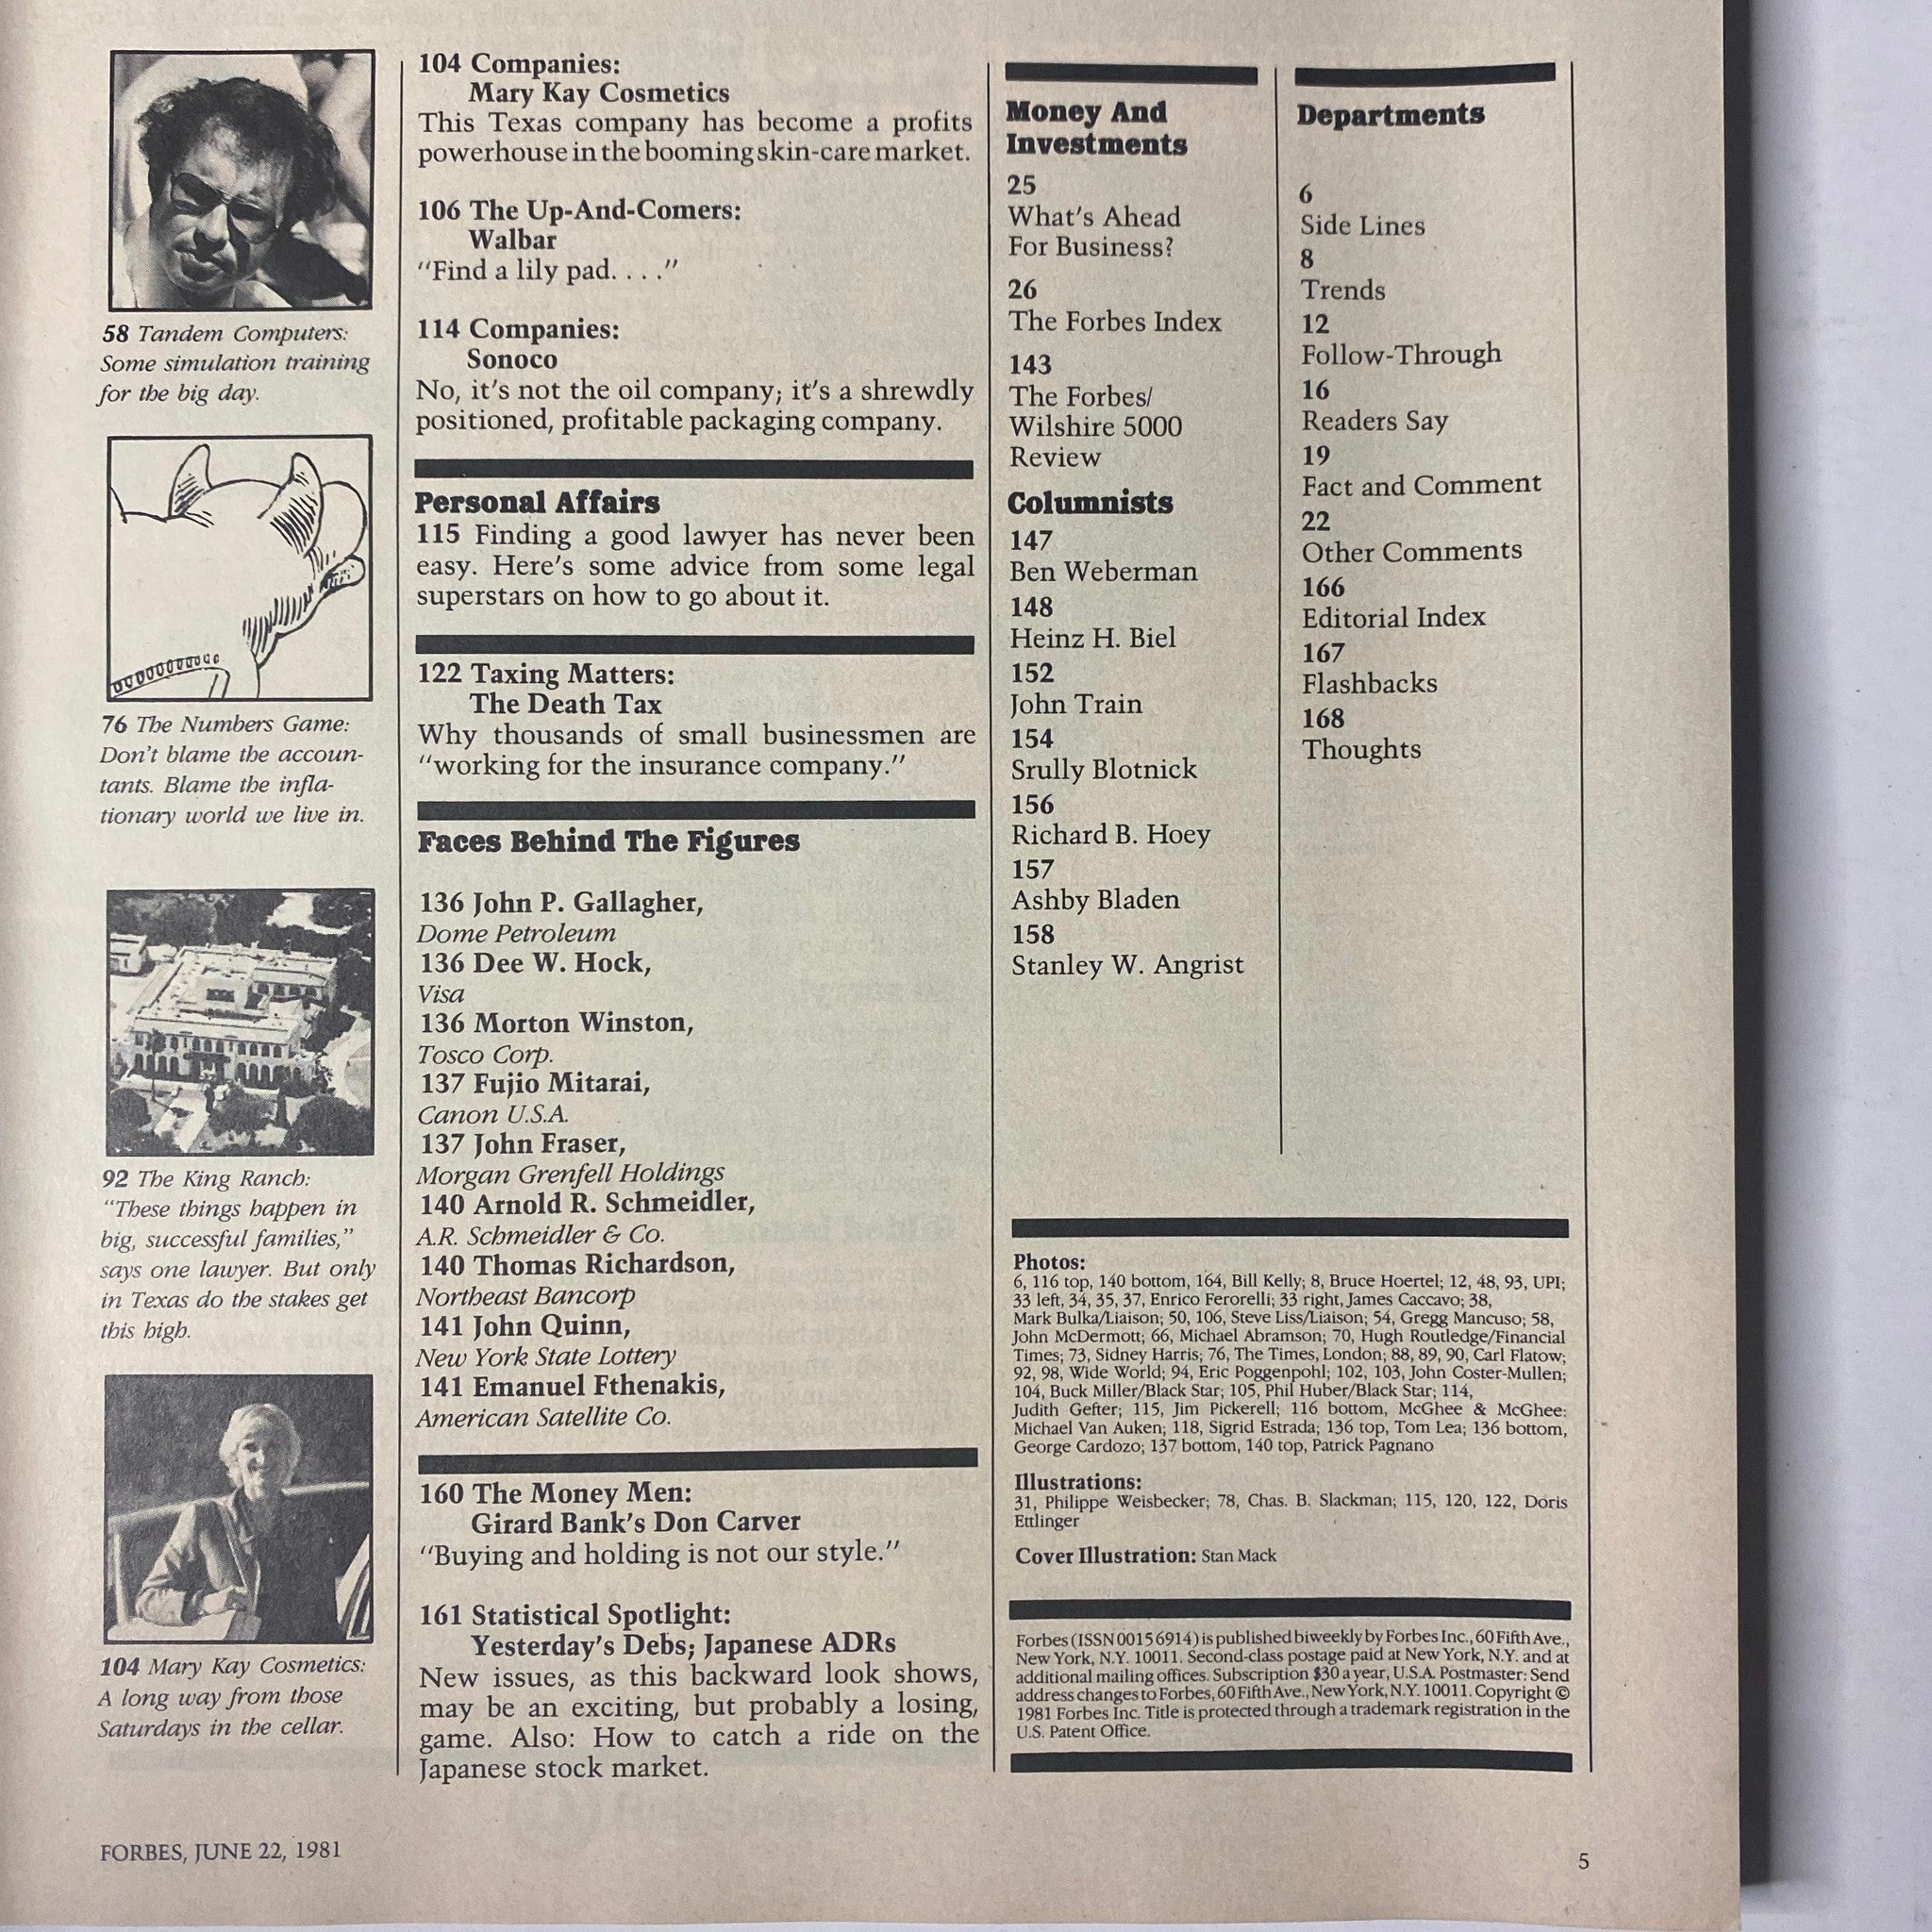 58 Tandem Computers:
Some simulation training
for the big day.
76 The Numbers Game:
Don't blame the accoun-
tants. Blame the infla-
tionary world we live in.
92 The King Ranch:
"These things happen in
big, successful families,"
says one lawyer. But only
in Texas do the stakes get
this high.
104 Mary Kay Cosmetics:
A long way from those
Saturdays in the cellar.
104 Companies:
Mary Kay Cosmetics
This Texas company has become a profits
powerhouse in the booming skin-care market.
106 The Up-And-Comers:
Walbar
"Find a lily pad. . . ."
114 Companies:
Sonoco
No, it's not the oil company; it's a shrewdly
positioned, profitable packaging company.
Personal Affairs
115 Finding a good lawyer has never been
easy. Here's some advice from some legal
superstars on how to go about it.
122 Taxing Matters:
The Death Tax
Why thousands of small businessmen are
"working for the insurance company."
Faces Behind The Figures
136 John P. Gallagher,
Dome Petroleum
136 Dee W. Hock,
Visa
136 Morton Winston,
Tosco Corp.
137 Fujio Mitarai,
Canon U.S.A.
137 John Fraser,
Morgan Grenfell Holdings
140 Arnold R. Schmeidler,
A.R. Schmeidler & Co.
140 Thomas Richardson,
Northeast Bancorp
141 John Quinn,
New York State Lottery
141 Emanuel Fthenakis,
American Satellite Co.
160 The Money Men:
Girard Bank's Don Carver
"Buying and holding is not our style."
161 Statistical Spotlight:
Yesterday's Debs; Japanese ADRs
New issues, as this backward look shows,
may be an exciting, but probably a losing,
game. Also: How to catch a ride on the
Japanese stock market.
Money And
Investments
25
What's Ahead
For Business?
26
The Forbes Index
143
The Forbes/
Wilshire 5000
Review
Columnists
147
Ben Weberman
148
Heinz H. Biel
152
John Train
154
Srully Blotnick
156
Richard B. Hoey
157
Ashby Bladen
158
Stanley W. Angrist
Departments
6
Side Lines
8
Trends
12
Follow-Through
16
Readers Say
19
Fact and Comment
22
Other Comments
166
Editorial Index
167
Flashbacks
168
Thoughts
Photos:
6, 116 top, 140 bottom, 164, Bill Kelly; 8, Bruce Hoertel; 12, 48, 93, UPI;
33 left, 34, 35, 37, Enrico Ferorelli; 33 right, James Caccavo; 38,
Mark Bulka/Liaison; 50, 106, Steve Liss/Liaison; 54, Gregg Mancuso; 58,
John McDermott; 66, Michael Abramson; 70, Hugh Routledge/Financial
Times; 73, Sidney Harris; 76, The Times, London; 88, 89, 90, Carl Flatow;
92, 98, Wide World; 94, Eric Poggenpohl; 102, 103, John Coster-Mullen;
104, Buck Miller/Black Star; 105, Phil Huber/Black Star; 114,
Judith Gefter; 115, Jim Pickerell; 116 bottom, McGhee & McGhee:
Michael Van Auken; 118, Sigrid Estrada; 136 top, Tom Lea; 136 bottom,
George Cardozo; 137 bottom, 140 top, Patrick Pagnano
Illustrations:
31, Philippe Weisbecker; 78, Chas. B. Slackman; 115, 120, 122, Doris
Ettlinger
Cover Illustration: Stan Mack
Forbes (ISSN 0015 6914) is published biweekly by Forbes Inc., 60 Fifth Ave.,
New York, N.Y. 10011. Second-class postage paid at New York, N.Y. and at
additional mailing offices. Subscription $30 a year, U.S.A. Postmaster: Send
address changes to Forbes, 60 Fifth Ave., New York, N.Y. 10011. Copyright ©
1981 Forbes Inc. Title is protected through a trademark registration in the
U.S. Patent Office.
FORBES, JUNE 22, 1981
5